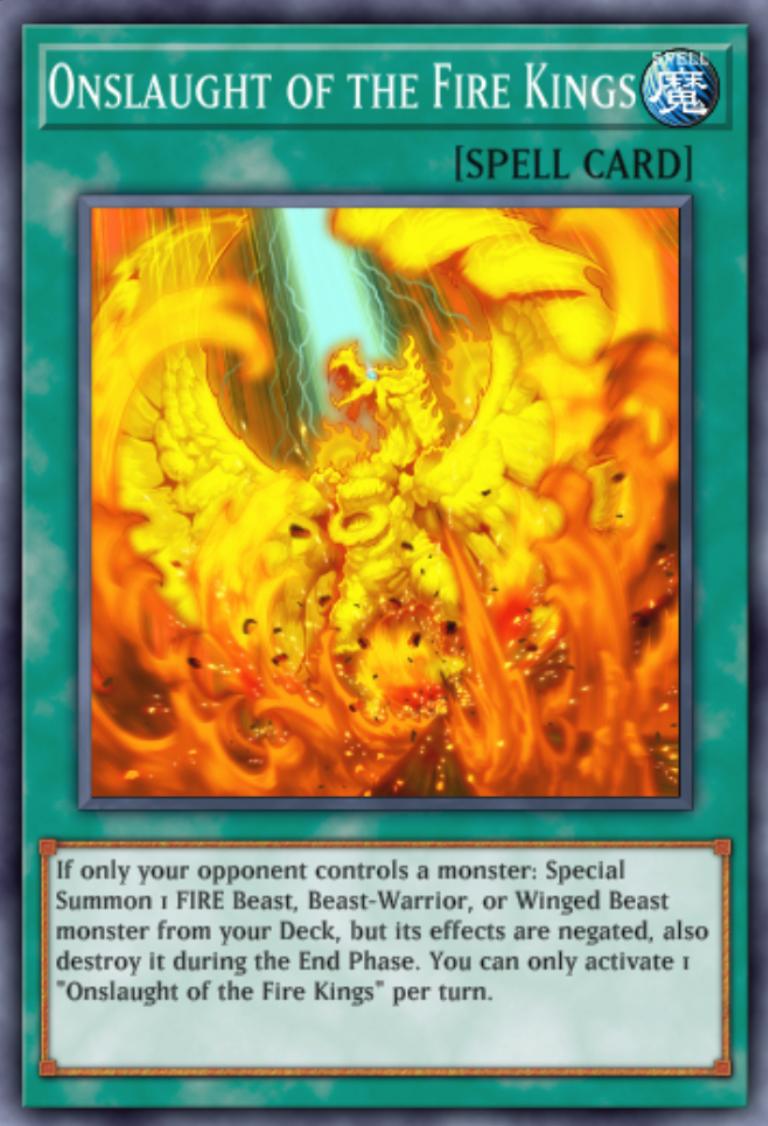 Onslaught of the Fire Kings
SPELL
魔
[SPELL CARD]
If only your opponent controls a monster: Special
Summon 1 FIRE Beast, Beast-Warrior, or Winged Beast
monster from your Deck, but its effects are negated, also
destroy it during the End Phase. You can only activate 1
"Onslaught of the Fire Kings" per turn.